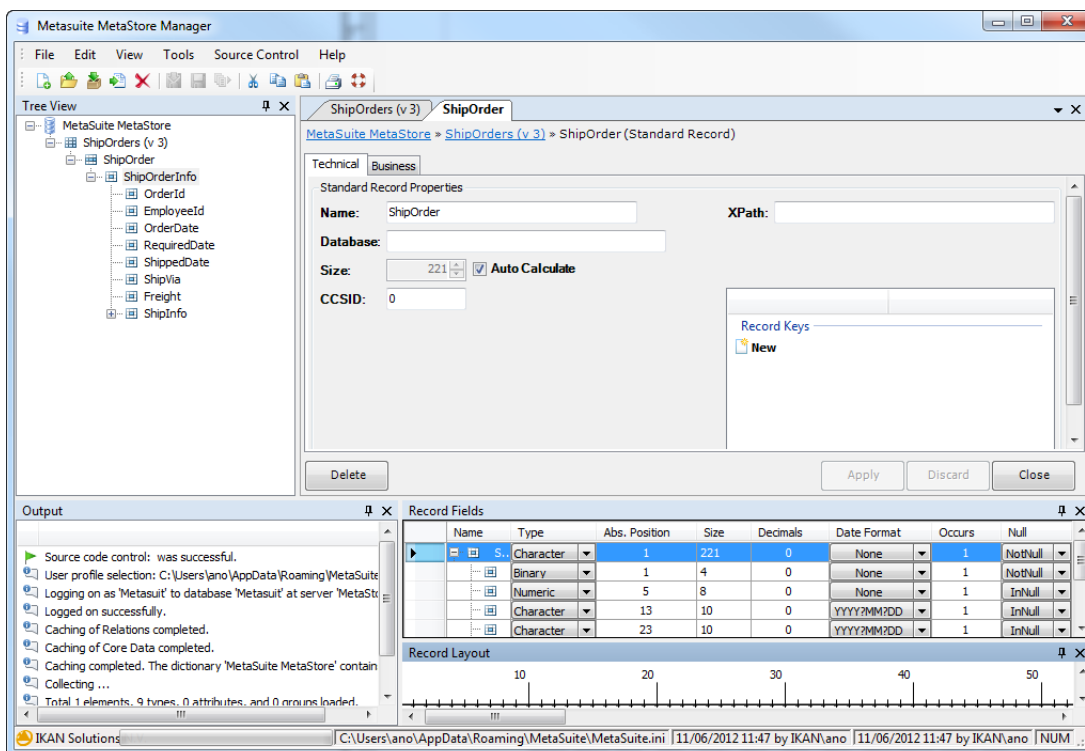 Metasuite MetaStore Manager
File Edit View Tools Source Control Help
Tree View
MetaSuite MetaStore
ShipOrders (v 3)
ShipOrder
ShipOrderInfo
OrderId
EmployeeId
OrderDate
RequiredDate
ShippedDate
ShipVia
Freight
ShipInfo
ShipOrders (v 3) ShipOrder
MetaSuite MetaStore » ShipOrders (v 3) » ShipOrder (Standard Record)
Technical Business
Standard Record Properties
Name: ShipOrder XPath:
Database:
Size: 221 Auto Calculate
CCSID: 0
Record Keys
New
Delete Apply Discard Close
Output
Source code control: was successful.
User profile selection: C:\Users\ano\AppData\Roaming\MetaSuite
Logging on as 'Metasuit' to database 'Metasuit' at server 'MetaSto
Logged on successfully.
Caching of Relations completed.
Caching of Core Data completed.
Caching completed. The dictionary 'MetaSuite MetaStore' contain
Collecting ...
Total 1 elements, 9 types, 0 attributes, and 0 groups loaded.
Record Fields
Name Type Abs. Position Size Decimals Date Format Occurs Null
S.. Character 1 221 0 None 1 NotNull
Binary 1 4 0 None 1 NotNull
Numeric 5 8 0 None 1 InNull
Character 13 10 0 YYYY?MM?DD 1 InNull
Character 23 10 0 YYYY?MM?DD 1 InNull
Record Layout
10 20 30 40 50
IKAN Solutions C:\Users\ano\AppData\Roaming\MetaSuite\MetaSuite.ini 11/06/2012 11:47 by IKAN\ano 11/06/2012 11:47 by IKAN\ano NUM